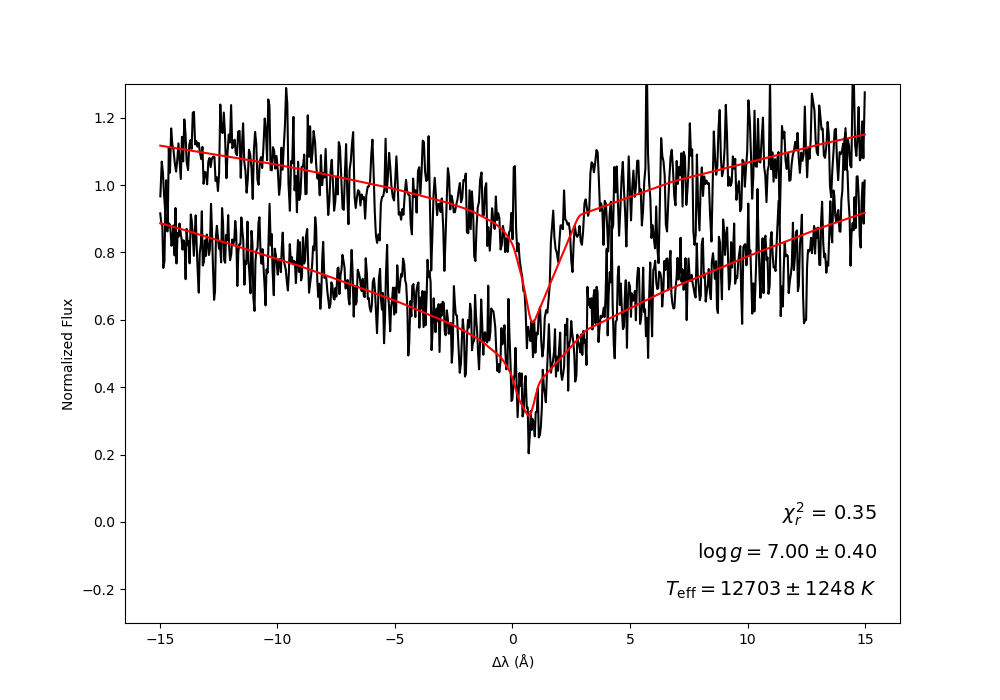 1.2
1.0
0.8
0.6
0.4
0.2
0.0
−0.2
Normalized Flux
χ²ᵣ = 0.35
log g = 7.00 ± 0.40
T_eff = 12703 ± 1248 K
−15 −10 −5 0 5 10 15
Δλ (Å)